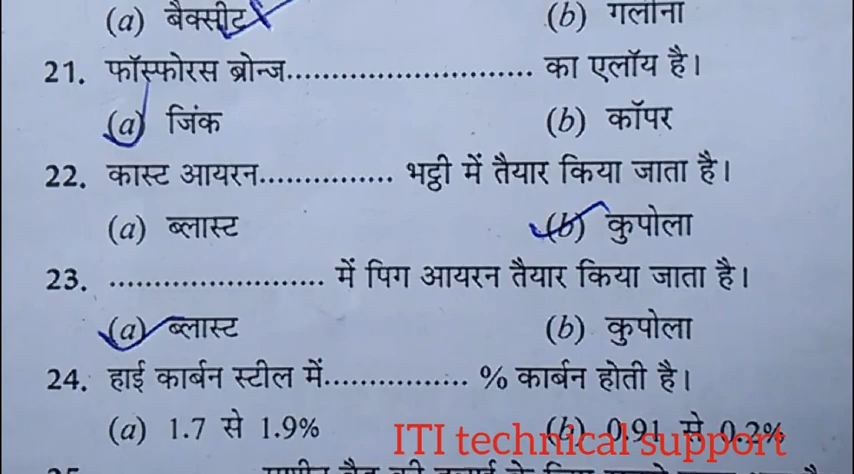 (a) बैक्सीट (b) गलीना
21. फॉस्फोरस ब्रोन्ज............................ का एलॉय है।
(a) जिंक (b) कॉपर
22. कास्ट आयरन............... भट्ठी में तैयार किया जाता है।
(a) ब्लास्ट (b) कुपोला
23. ........................ में पिग आयरन तैयार किया जाता है।
(a) ब्लास्ट (b) कुपोला
24. हाई कार्बन स्टील में................ % कार्बन होती है।
(a) 1.7 से 1.9% (b) 0.91 से 0.2%
ITI technical support
25.